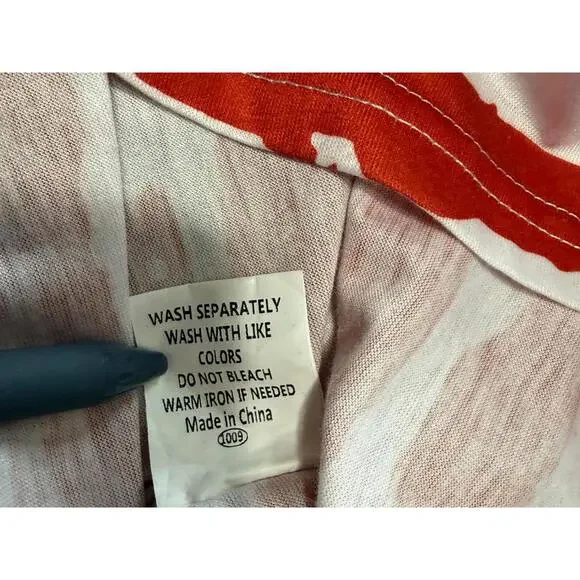 WASH SEPARATELY
WASH WITH LIKE
COLORS
DO NOT BLEACH
WARM IRON IF NEEDED
Made in China
1009